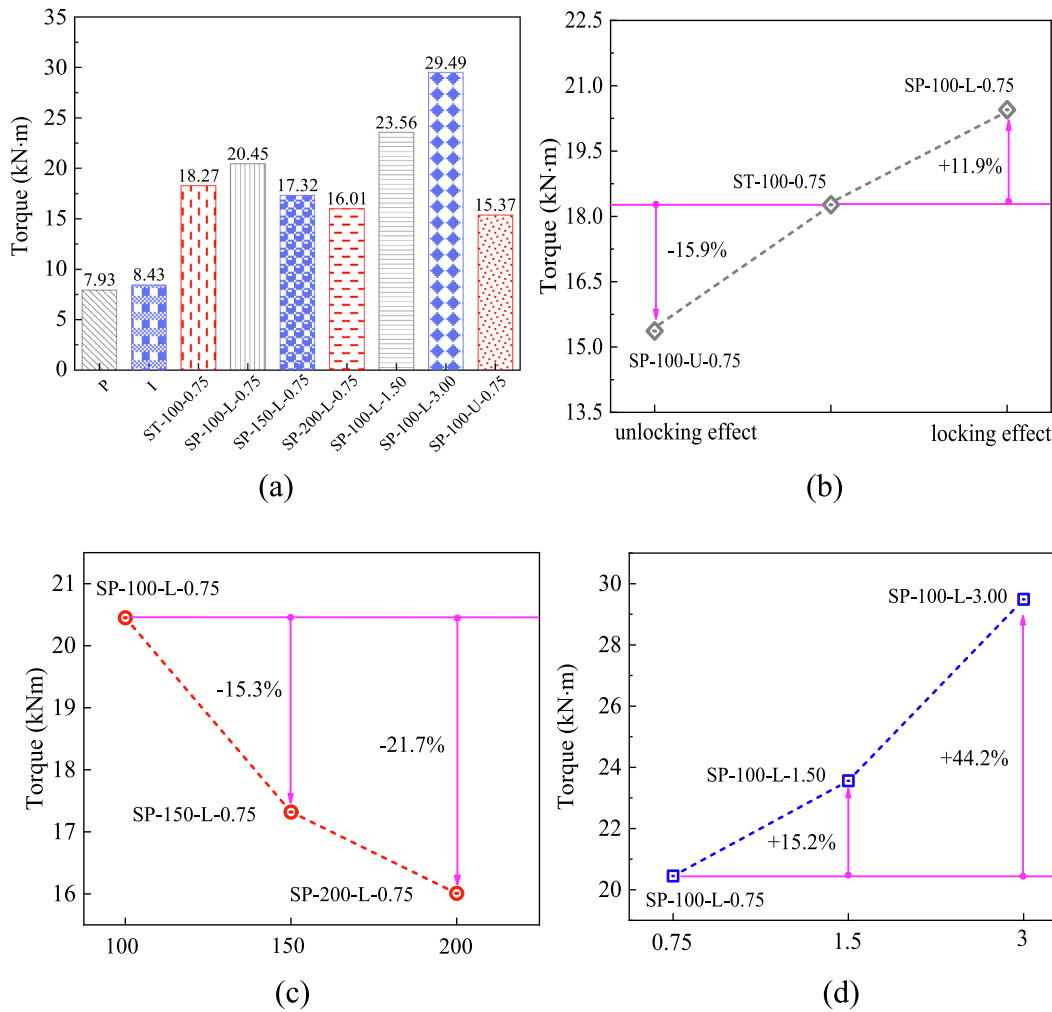 35
30
25
20
15
10
5
0
Torque (kN·m)
7.93
8.43
18.27
20.45
17.32
16.01
23.56
29.49
15.37
P
I
ST-100-0.75
SP-100-L-0.75
SP-150-L-0.75
SP-200-L-0.75
SP-100-L-1.50
SP-100-L-3.00
SP-100-U-0.75
(a)
22.5
21.0
19.5
18.0
16.5
15.0
13.5
Torque (kN·m)
SP-100-L-0.75
+11.9%
ST-100-0.75
-15.9%
SP-100-U-0.75
unlocking effect
locking effect
(b)
21
20
19
18
17
16
Torque (kNm)
SP-100-L-0.75
-15.3%
-21.7%
SP-150-L-0.75
SP-200-L-0.75
100
150
200
(c)
30
28
26
24
22
20
Torque (kN·m)
SP-100-L-3.00
SP-100-L-1.50
+44.2%
+15.2%
SP-100-L-0.75
0.75
1.5
3
(d)